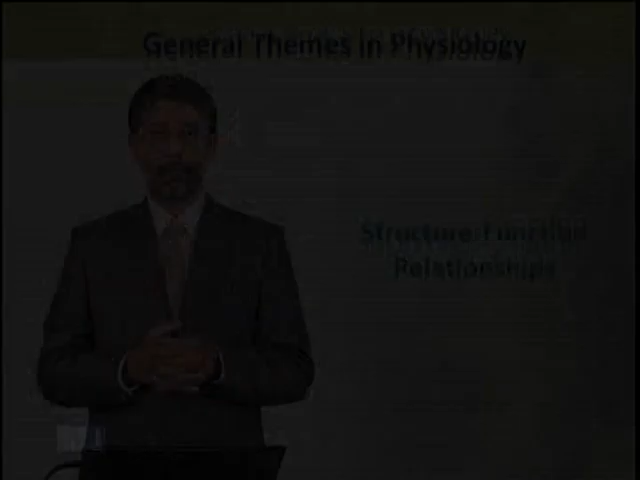 General Themes in Physiology
Structure-Function
Relationships